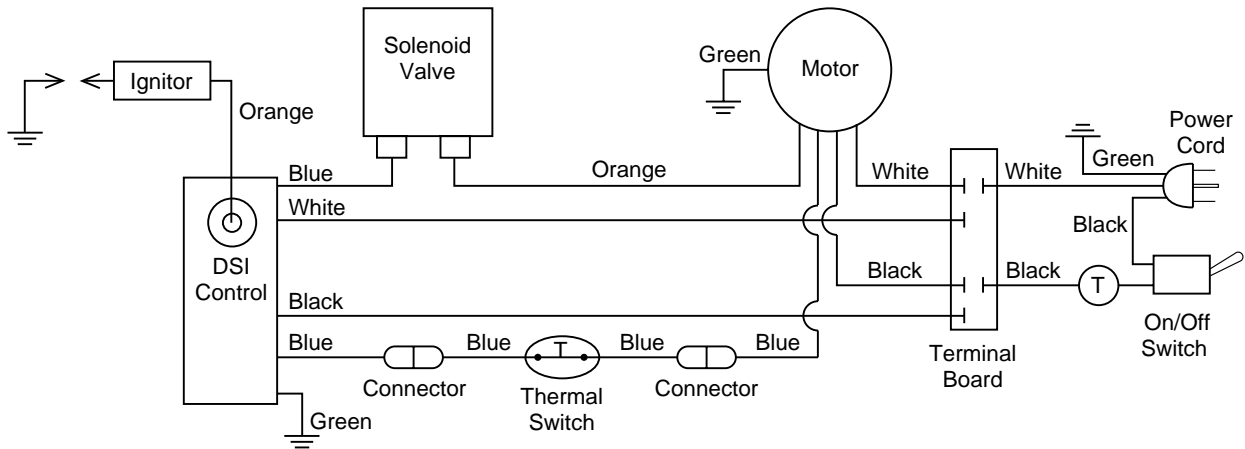 Solenoid
Valve
Green
Motor
Ignitor
Orange
Power
Cord
Green
Blue
Orange
White
White
White
Black
DSI
Control
Black
Black
T
Black
Blue
Blue
T
Blue
Blue
On/Off
Switch
Connector
Thermal
Switch
Connector
Terminal
Board
Green